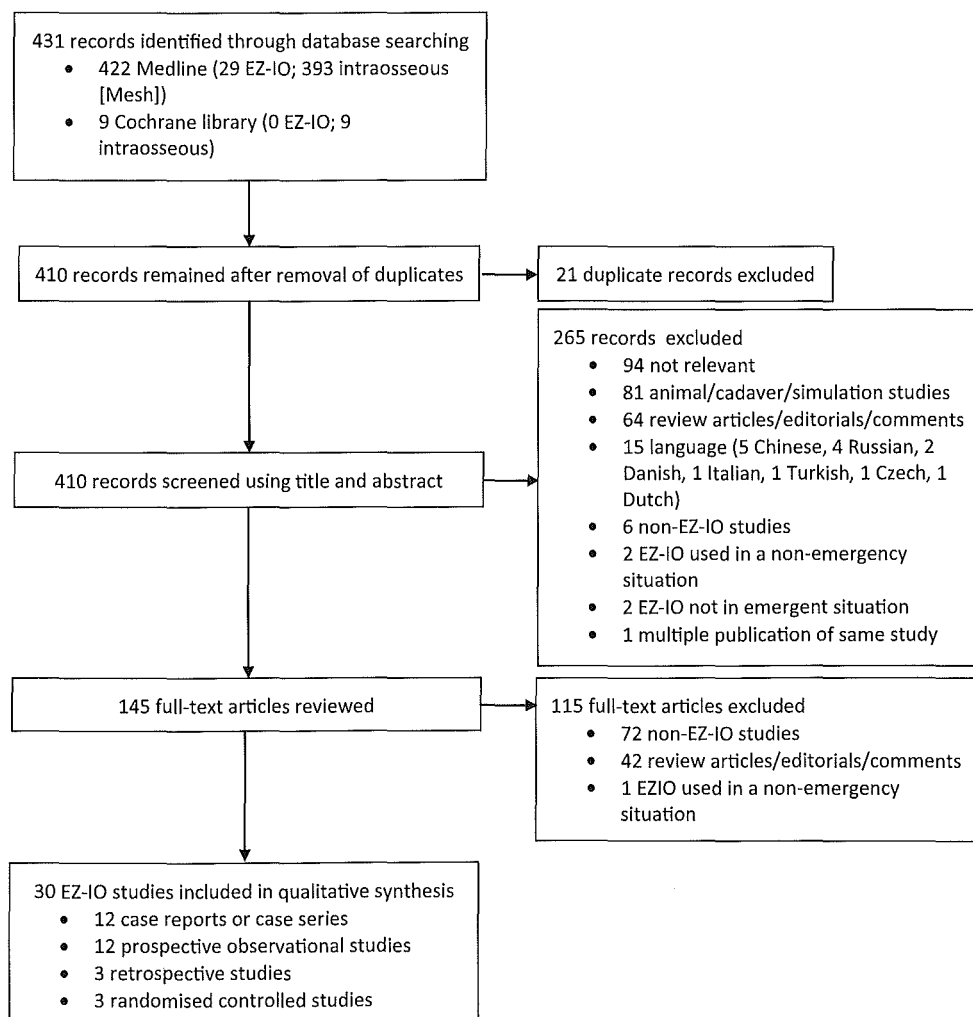 431 records identified through database searching
• 422 Medline (29 EZ-IO; 393 intraosseous
[Mesh])
• 9 Cochrane library (0 EZ-IO; 9
intraosseous)
410 records remained after removal of duplicates
21 duplicate records excluded
410 records screened using title and abstract
265 records excluded
• 94 not relevant
• 81 animal/cadaver/simulation studies
• 64 review articles/editorials/comments
• 15 language (5 Chinese, 4 Russian, 2
Danish, 1 Italian, 1 Turkish, 1 Czech, 1
Dutch)
• 6 non-EZ-IO studies
• 2 EZ-IO used in a non-emergency
situation
• 2 EZ-IO not in emergent situation
• 1 multiple publication of same study
145 full-text articles reviewed
115 full-text articles excluded
• 72 non-EZ-IO studies
• 42 review articles/editorials/comments
• 1 EZIO used in a non-emergency
situation
30 EZ-IO studies included in qualitative synthesis
• 12 case reports or case series
• 12 prospective observational studies
• 3 retrospective studies
• 3 randomised controlled studies